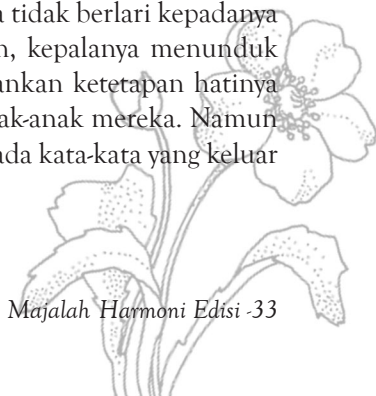 tidak berlari kepadanya
kepalanya menunduk
ankan ketetapan hatinya
ak-anak mereka. Namun
ada kata-kata yang keluar
Majalah Harmoni Edisi -33